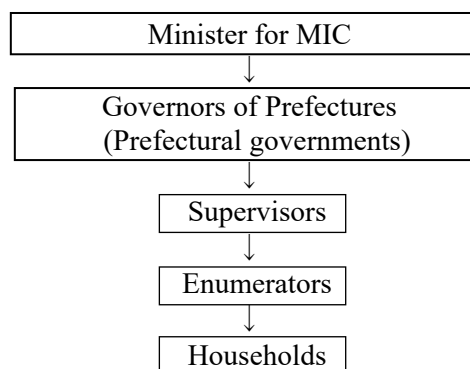 Minister for MIC
Governors of Prefectures
(Prefectural governments)
Supervisors
Enumerators
Households